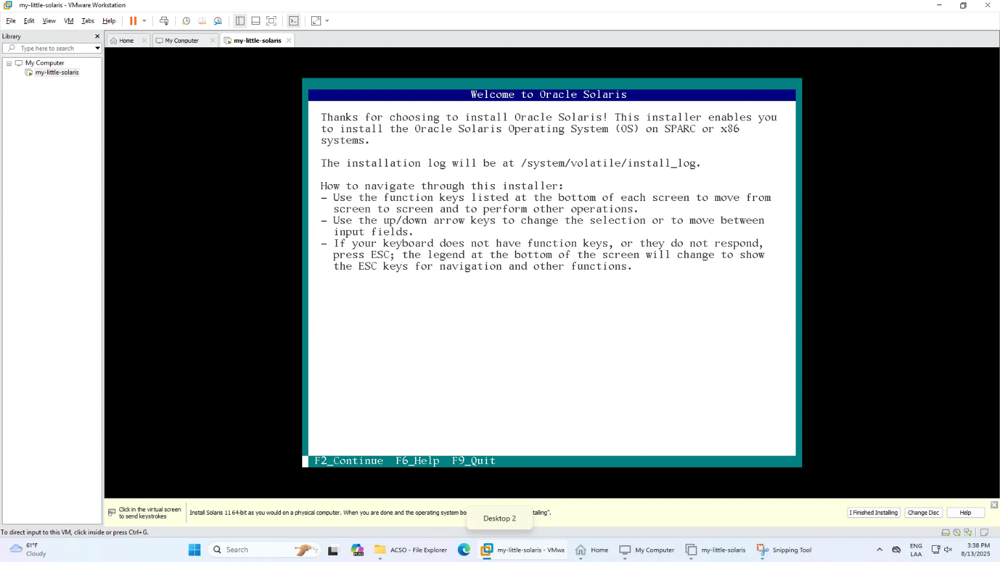 my-little-solaris - VMware Workstation
File Edit View VM Tabs Help
Library
Type here to search
My Computer
my-little-solaris
Home
My Computer
my-little-solaris
Welcome to Oracle Solaris
Thanks for choosing to install Oracle Solaris! This installer enables you
to install the Oracle Solaris Operating System (OS) on SPARC or x86
systems.
The installation log will be at /system/volatile/install_log.
How to navigate through this installer:
- Use the function keys listed at the bottom of each screen to move from
screen to screen and to perform other operations.
- Use the up/down arrow keys to change the selection or to move between
input fields.
- If your keyboard does not have function keys, or they do not respond,
press ESC; the legend at the bottom of the screen will change to show
the ESC keys for navigation and other functions.
F2_Continue F6_Help F9_Quit
Click in the virtual screen
to send keystrokes
Install Solaris 11 64-bit as you would on a physical computer. When you are done and the operating system bo
talling".
I Finished Installing
Change Disc
Help
Desktop 2
To direct input to this VM, click inside or press Ctrl+G.
61°F
Cloudy
Search
ACSO - File Explorer
my-little-solaris - VMwa
Home
My Computer
my-little-solaris
Snipping Tool
ENG
LAA
3:38 PM
8/13/2025